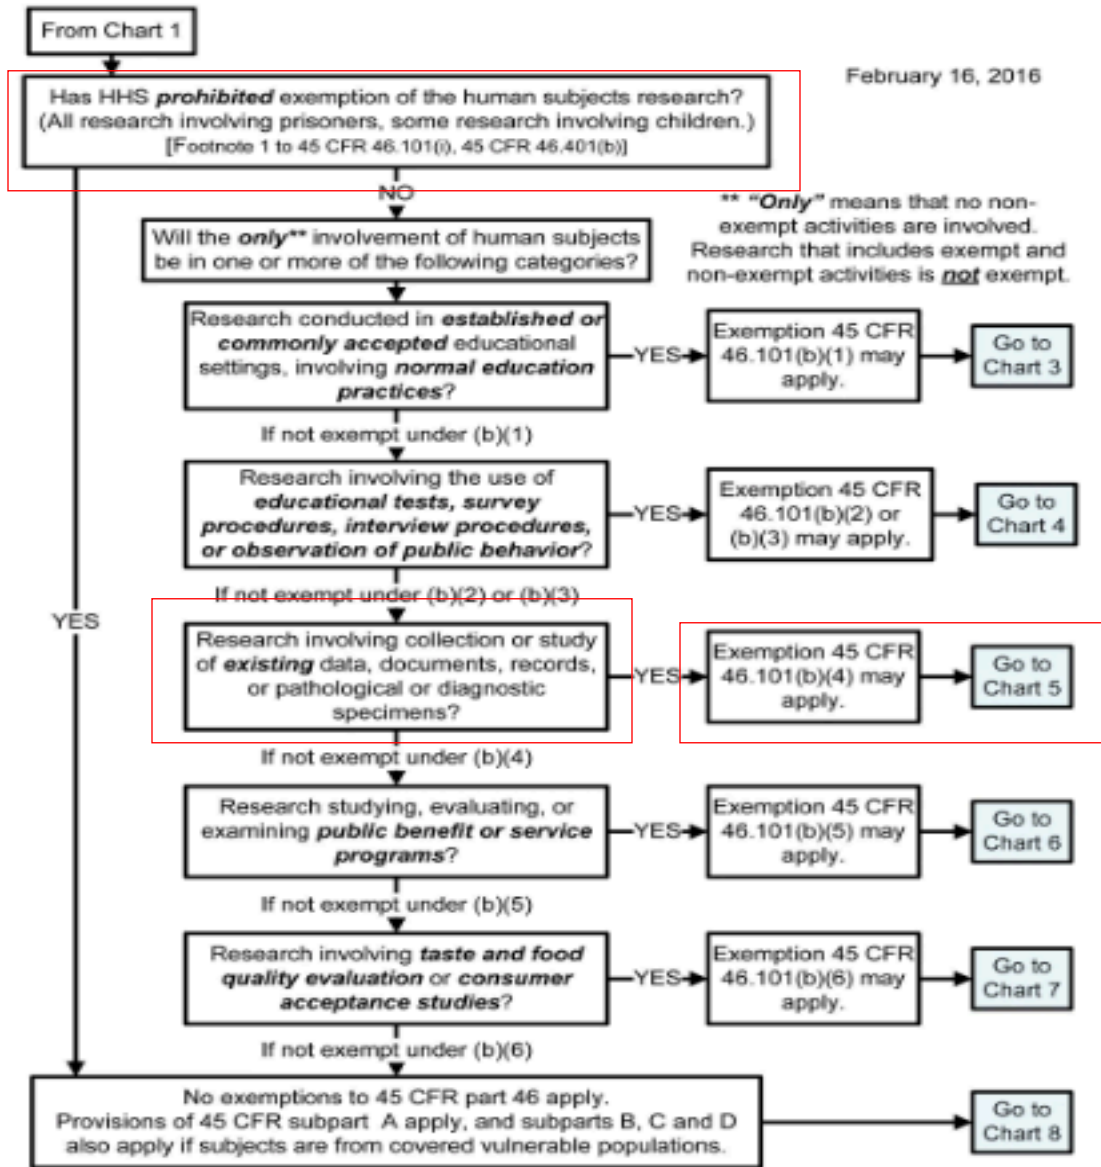 From Chart 1
February 16, 2016
Has HHS prohibited exemption of the human subjects research?
(All research involving prisoners, some research involving children.)
[Footnote 1 to 45 CFR 46.101(i), 45 CFR 46.401(b)]
NO
** "Only" means that no non-
exempt activities are involved.
Research that includes exempt and
non-exempt activities is not exempt.
Will the only** involvement of human subjects
be in one or more of the following categories?
Research conducted in established or
commonly accepted educational
settings, involving normal education
practices?
YES
Exemption 45 CFR
46.101(b)(1) may
apply.
Go to
Chart 3
If not exempt under (b)(1)
Research involving the use of
educational tests, survey
procedures, interview procedures,
or observation of public behavior?
YES
Exemption 45 CFR
46.101(b)(2) or
(b)(3) may apply.
Go to
Chart 4
If not exempt under (b)(2) or (b)(3)
YES
Research involving collection or study
of existing data, documents, records,
or pathological or diagnostic
specimens?
YES
Exemption 45 CFR
46.101(b)(4) may
apply.
Go to
Chart 5
If not exempt under (b)(4)
Research studying, evaluating, or
examining public benefit or service
programs?
YES
Exemption 45 CFR
46.101(b)(5) may
apply.
Go to
Chart 6
If not exempt under (b)(5)
Research involving taste and food
quality evaluation or consumer
acceptance studies?
YES
Exemption 45 CFR
46.101(b)(6) may
apply.
Go to
Chart 7
If not exempt under (b)(6)
No exemptions to 45 CFR part 46 apply.
Provisions of 45 CFR subpart A apply, and subparts B, C and D
also apply if subjects are from covered vulnerable populations.
Go to
Chart 8